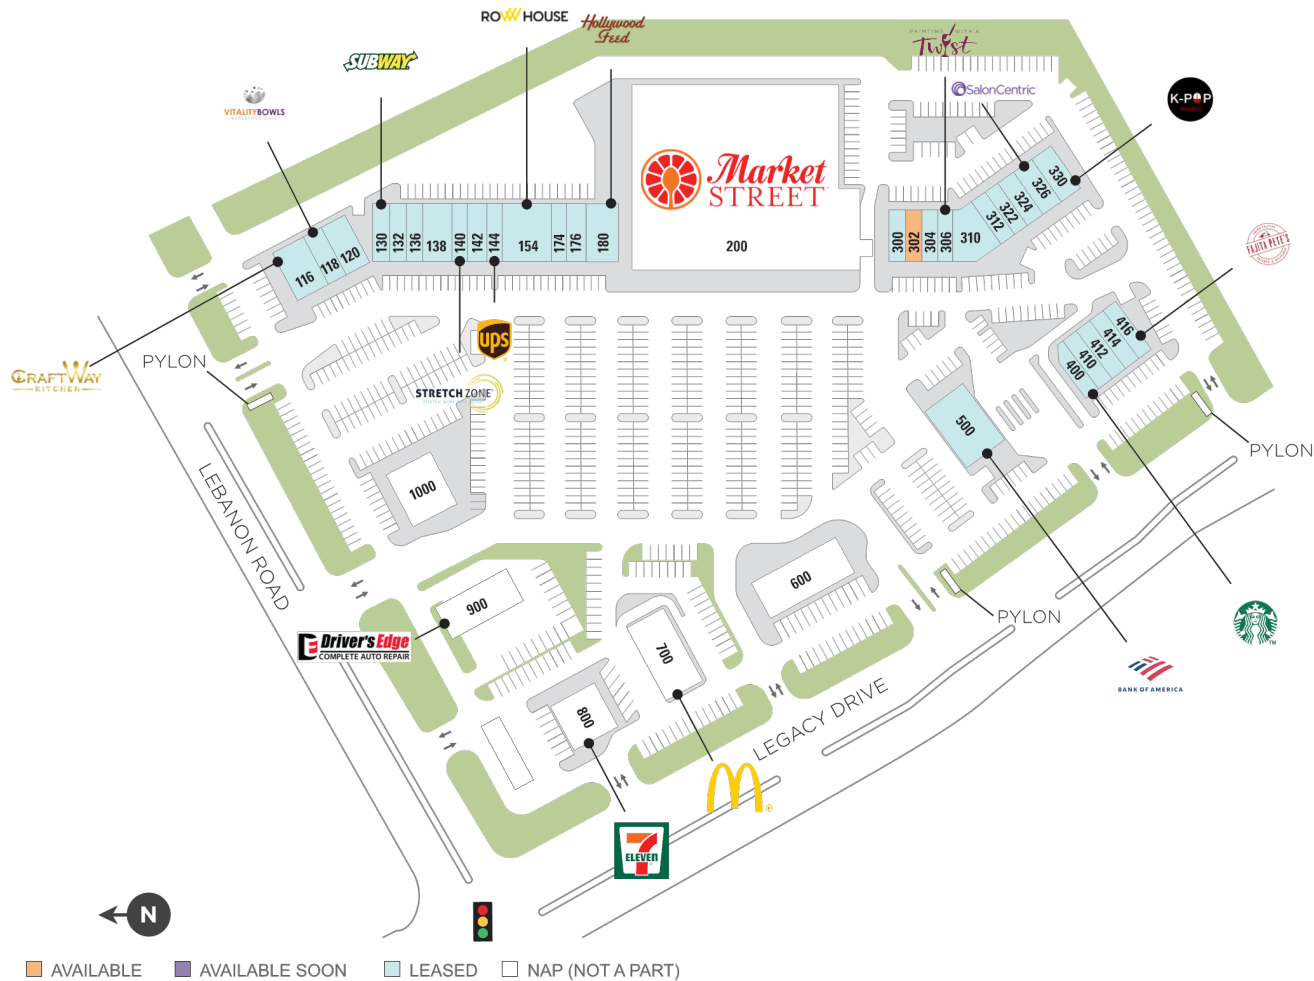 ROW HOUSE
Hollywood
Feed
PAINTING WITH A
Twist
SUBWAY
SalonCentric
K-POP
VITALITY BOWLS
Market
STREET
330
326
324
322
312
310
306
304
302
300
200
180
176
174
154
144
142
140
138
136
132
130
120
118
116
FAJITA PETE'S
416
414
412
410
400
ups
CRAFTWAY
KITCHEN
PYLON
STRETCH ZONE
500
PYLON
1000
LEBANON ROAD
600
900
PYLON
Driver's Edge
COMPLETE AUTO REPAIR
700
BANK OF AMERICA
LEGACY DRIVE
800
7
ELEVEN
N
AVAILABLE
AVAILABLE SOON
LEASED
NAP (NOT A PART)